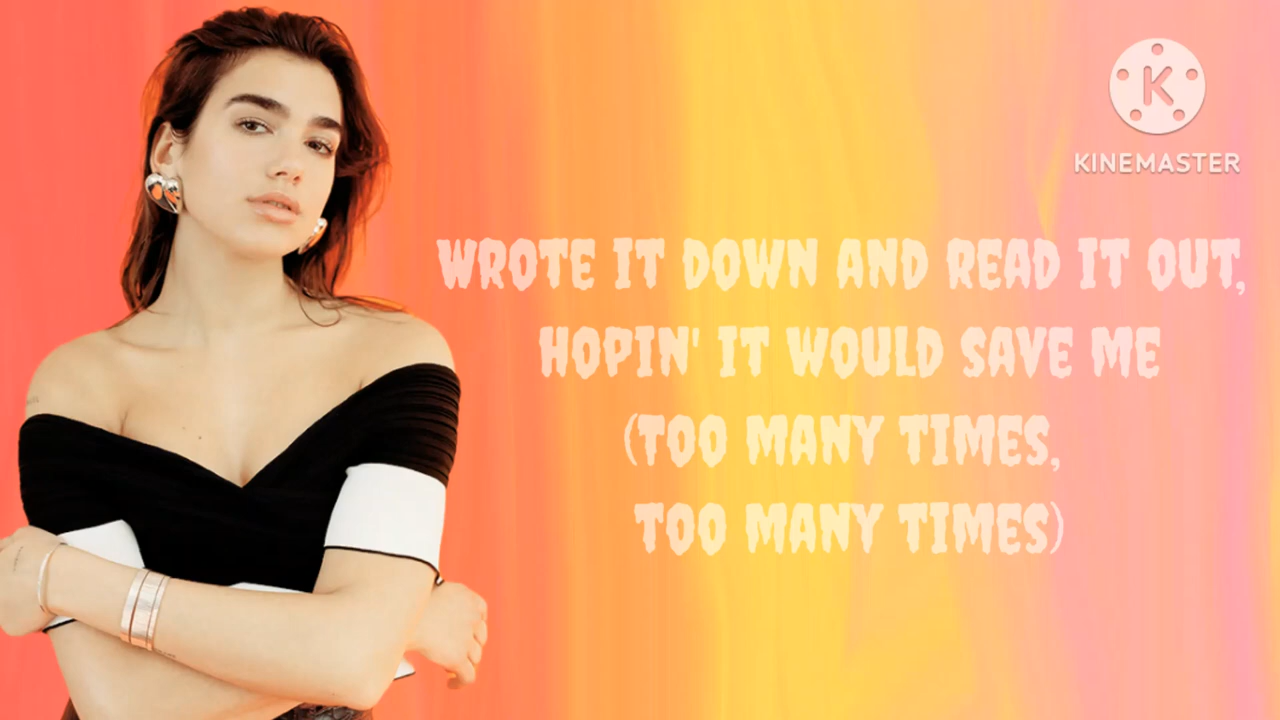 K
KINEMASTER
WROTE IT DOWN AND READ IT OUT,
HOPIN' IT WOULD SAVE ME
(TOO MANY TIMES,
TOO MANY TIMES)